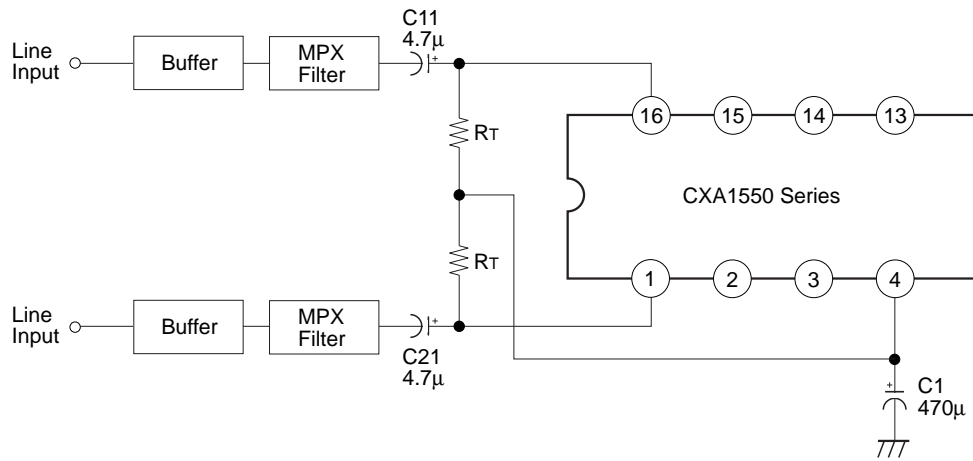 C11
4.7μ
Line
Input
Buffer
MPX
Filter
+
RT
16
15
14
13
CXA1550 Series
RT
1
2
3
4
Line
Input
Buffer
MPX
Filter
+
C21
4.7μ
+
C1
470μ